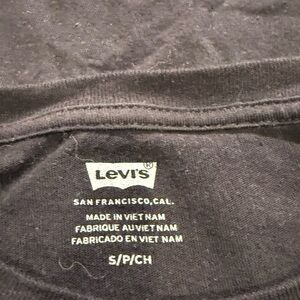 Levi's®
SAN FRANCISCO, CAL.
MADE IN VIET NAM
FABRIQUE AU VIET NAM
FABRICADO EN VIET NAM
S/P/CH